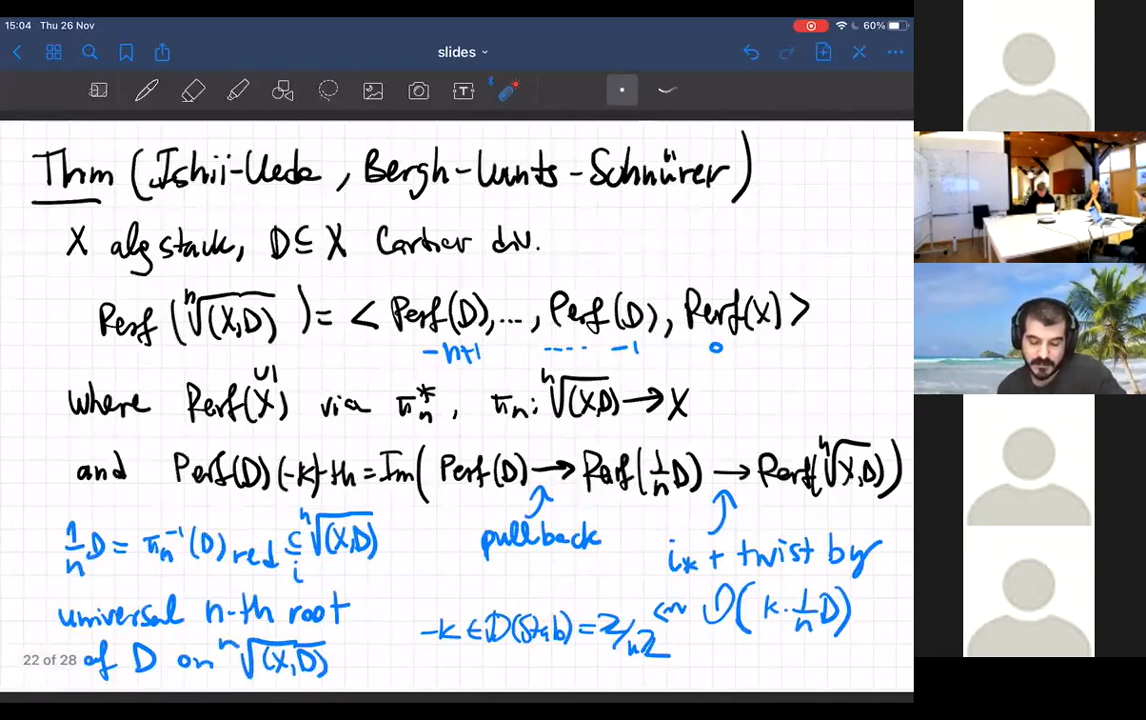 15:04 Thu 26 Nov
60%
slides
Thm (Ishii-Ueda, Bergh-Lunts-Schnürer)
X alg stack, D ⊆ X Cartier div.
Perf(ⁿ√(X,D)) = < Perf(D), ..., Perf(D), Perf(X) >
-n+1 ..... -1 0
where Perf(X) via πₙ*, πₙ: ⁿ√(X,D) → X
and Perf(D) (-k)-th = Im( Perf(D) → Perf(1/n D) → Perf(ⁿ√(X,D)) )
1/n D = πₙ⁻¹(D)red ⊆ ⁿ√(X,D)
i
pullback
i* + twist by
O(k · 1/n D)
universal n-th root
-k ∈ D(Stab) = Z/nZ
of D on ⁿ√(X,D)
22 of 28